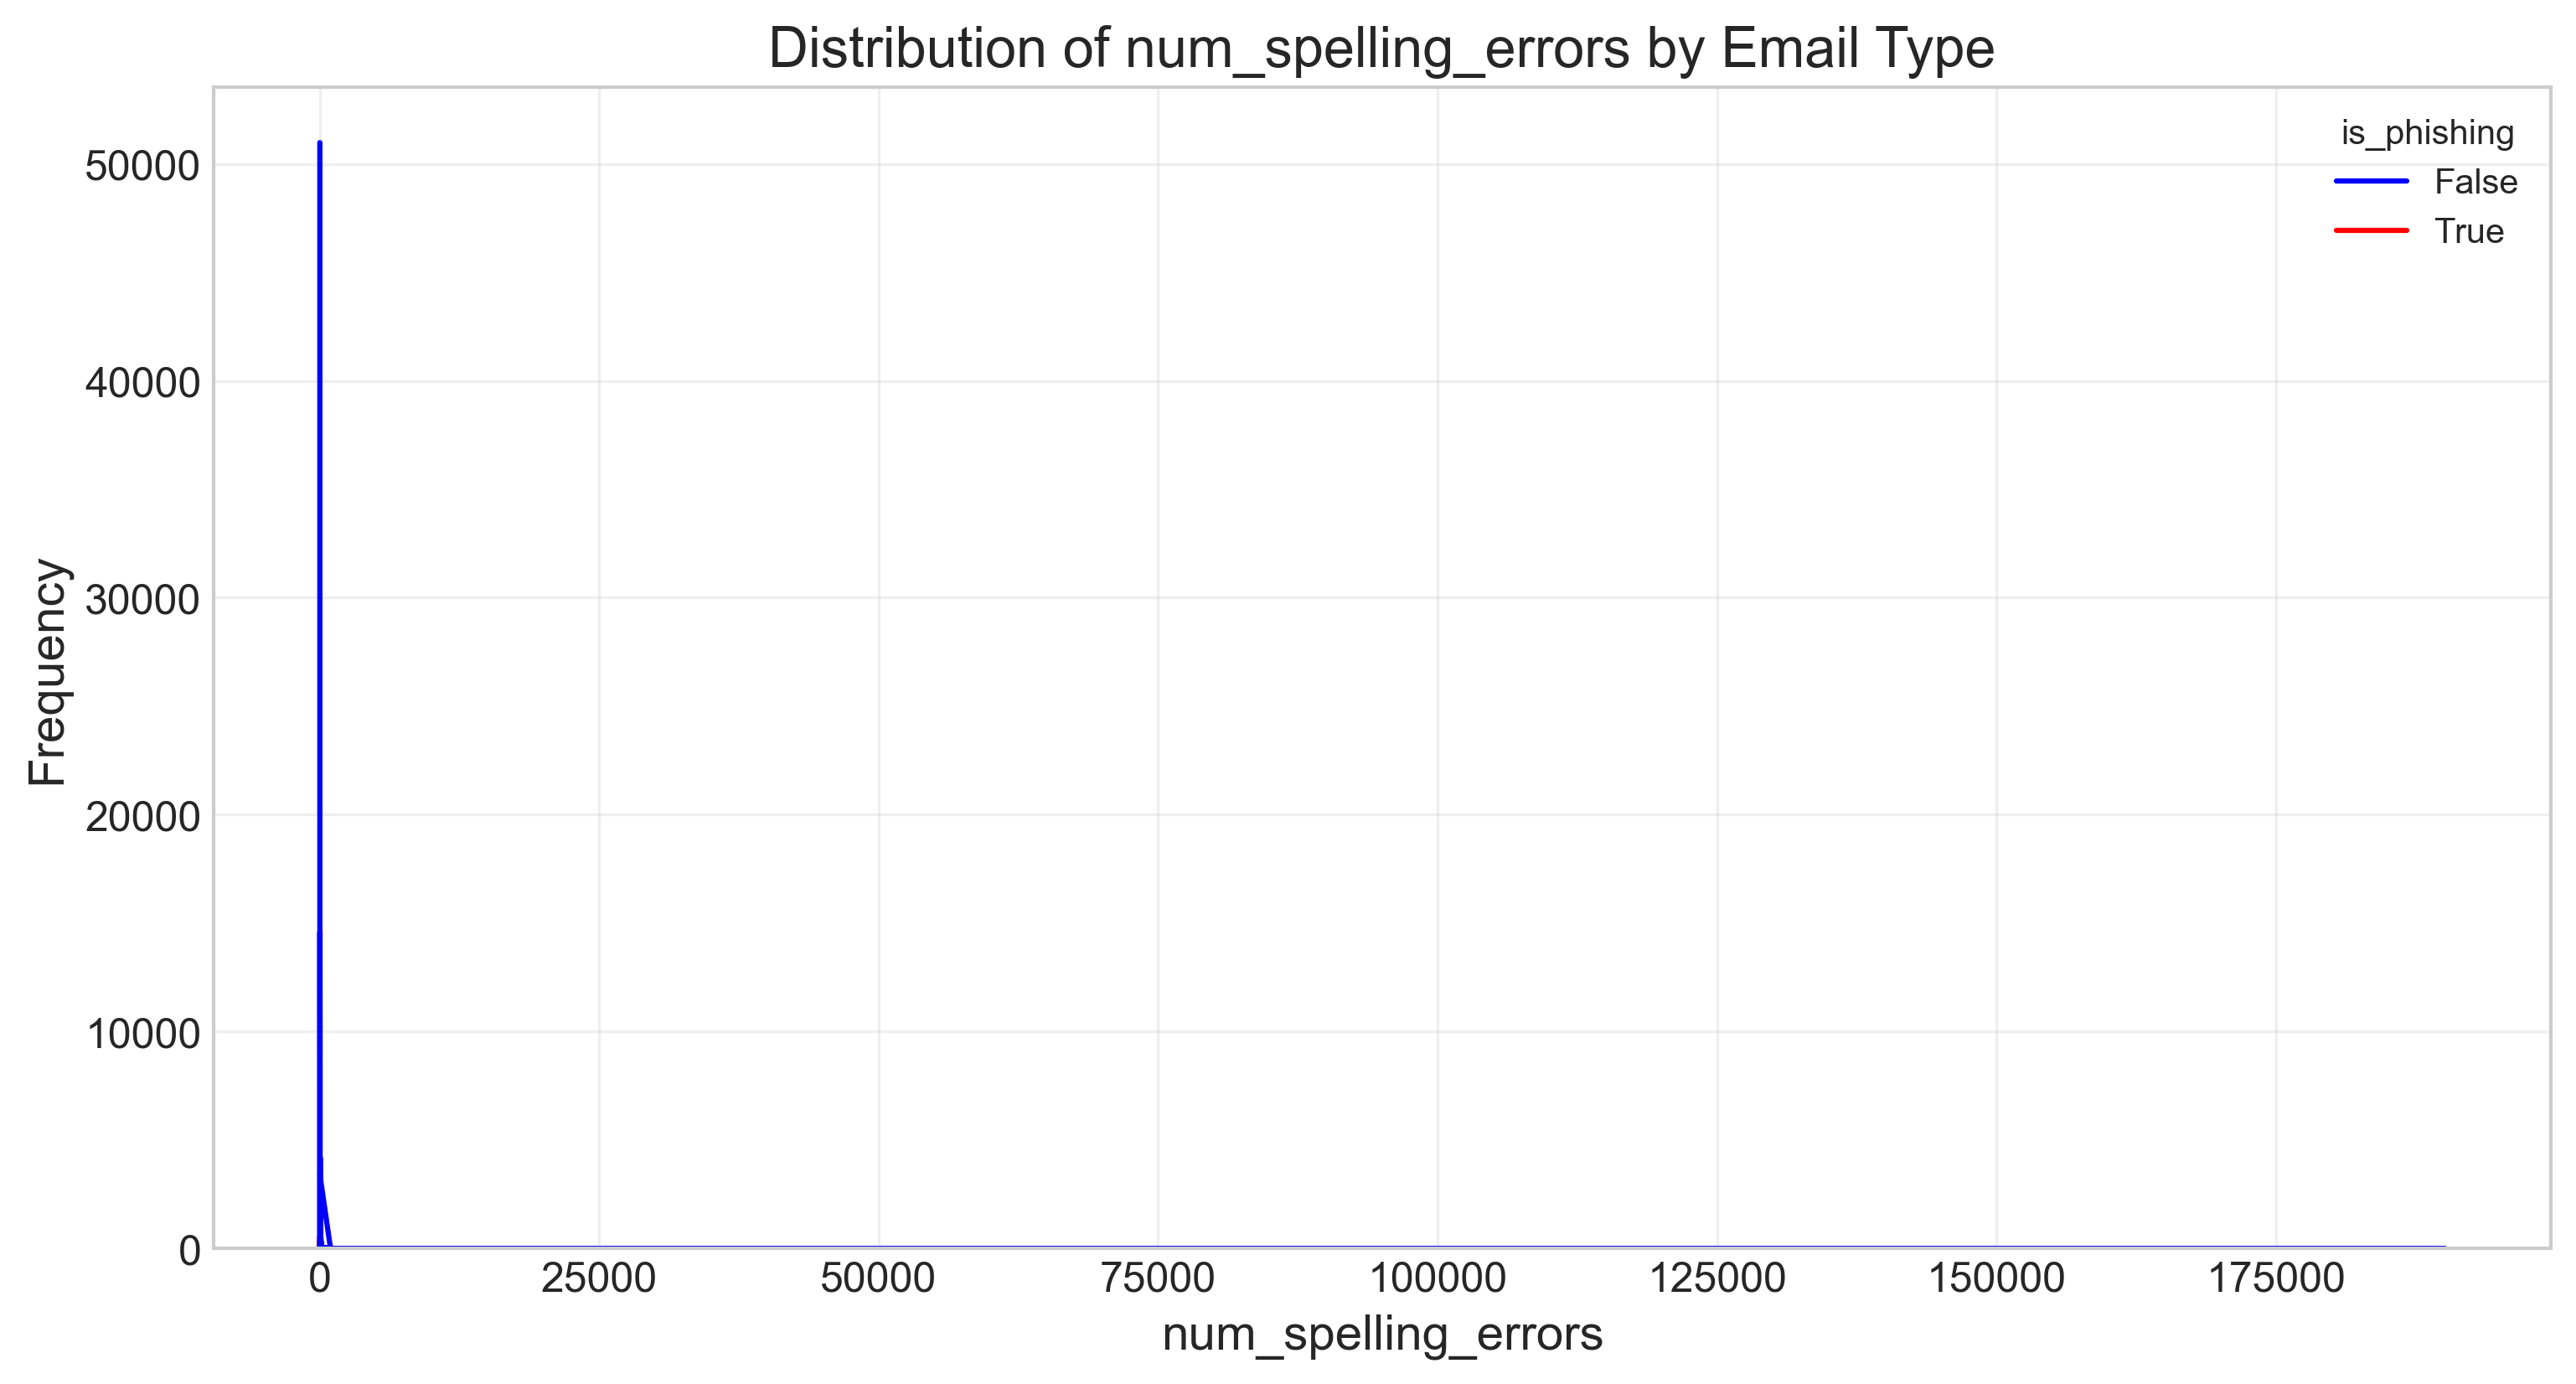 Distribution of num_spelling_errors by Email Type
is_phishing
False
True
Frequency
50000
40000
30000
20000
10000
0
0 25000 50000 75000 100000 125000 150000 175000
num_spelling_errors